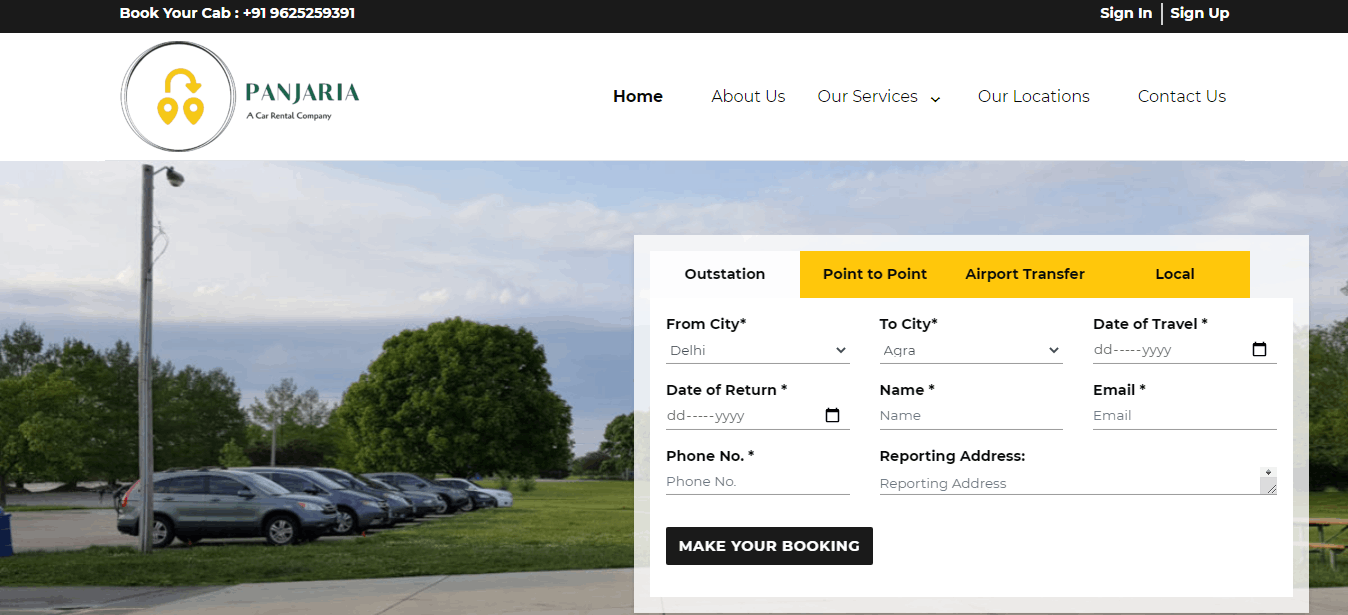 Book Your Cab : +91 9625259391
Sign In | Sign Up
PANJARIA
A Car Rental Company
Home About Us Our Services Our Locations Contact Us
Outstation Point to Point Airport Transfer Local
From City* To City* Date of Travel *
Delhi Agra dd-----yyyy
Date of Return * Name * Email *
dd-----yyyy Name Email
Phone No. * Reporting Address:
Phone No. Reporting Address
MAKE YOUR BOOKING